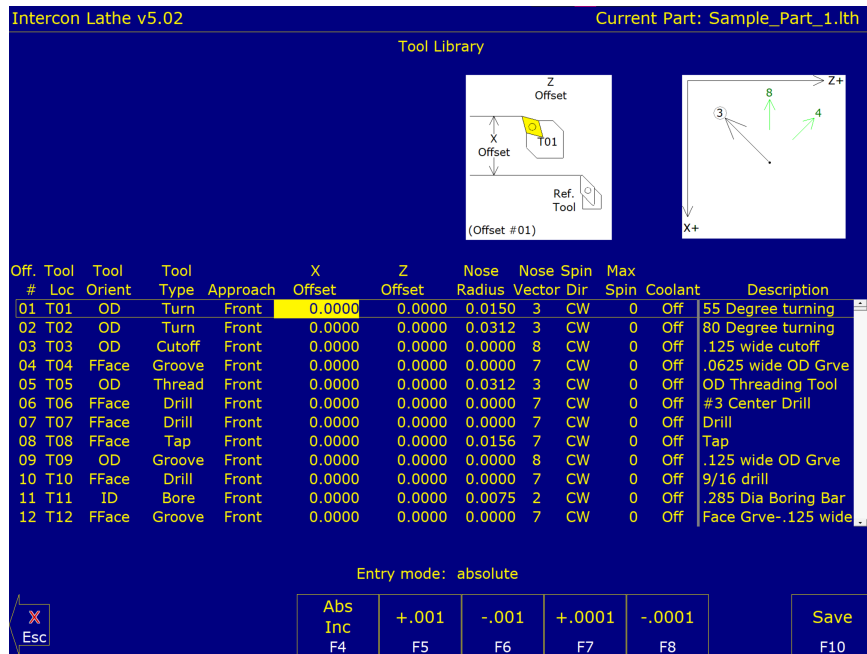 Intercon Lathe v5.02 Current Part: Sample_Part_1.lth
Tool Library
Z
Offset
X
Offset
T01
Ref.
Tool
(Offset #01)
Z+
8
3
4
X+
Off. Tool Tool Tool X Z Nose Nose Spin Max
# Loc Orient Type Approach Offset Offset Radius Vector Dir Spin Coolant Description
01 T01 OD Turn Front 0.0000 0.0000 0.0150 3 CW 0 Off 55 Degree turning
02 T02 OD Turn Front 0.0000 0.0000 0.0312 3 CW 0 Off 80 Degree turning
03 T03 OD Cutoff Front 0.0000 0.0000 0.0000 8 CW 0 Off .125 wide cutoff
04 T04 FFace Groove Front 0.0000 0.0000 0.0000 7 CW 0 Off .0625 wide OD Grve
05 T05 OD Thread Front 0.0000 0.0000 0.0312 3 CW 0 Off OD Threading Tool
06 T06 FFace Drill Front 0.0000 0.0000 0.0000 7 CW 0 Off #3 Center Drill
07 T07 FFace Drill Front 0.0000 0.0000 0.0000 7 CW 0 Off Drill
08 T08 FFace Tap Front 0.0000 0.0000 0.0156 7 CW 0 Off Tap
09 T09 OD Groove Front 0.0000 0.0000 0.0000 8 CW 0 Off .125 wide OD Grve
10 T10 FFace Drill Front 0.0000 0.0000 0.0000 7 CW 0 Off 9/16 drill
11 T11 ID Bore Front 0.0000 0.0000 0.0075 2 CW 0 Off .285 Dia Boring Bar
12 T12 FFace Groove Front 0.0000 0.0000 0.0000 7 CW 0 Off Face Grve-.125 wide
Entry mode: absolute
X
Esc
Abs
Inc
F4
+.001
F5
-.001
F6
+.0001
F7
-.0001
F8
Save
F10